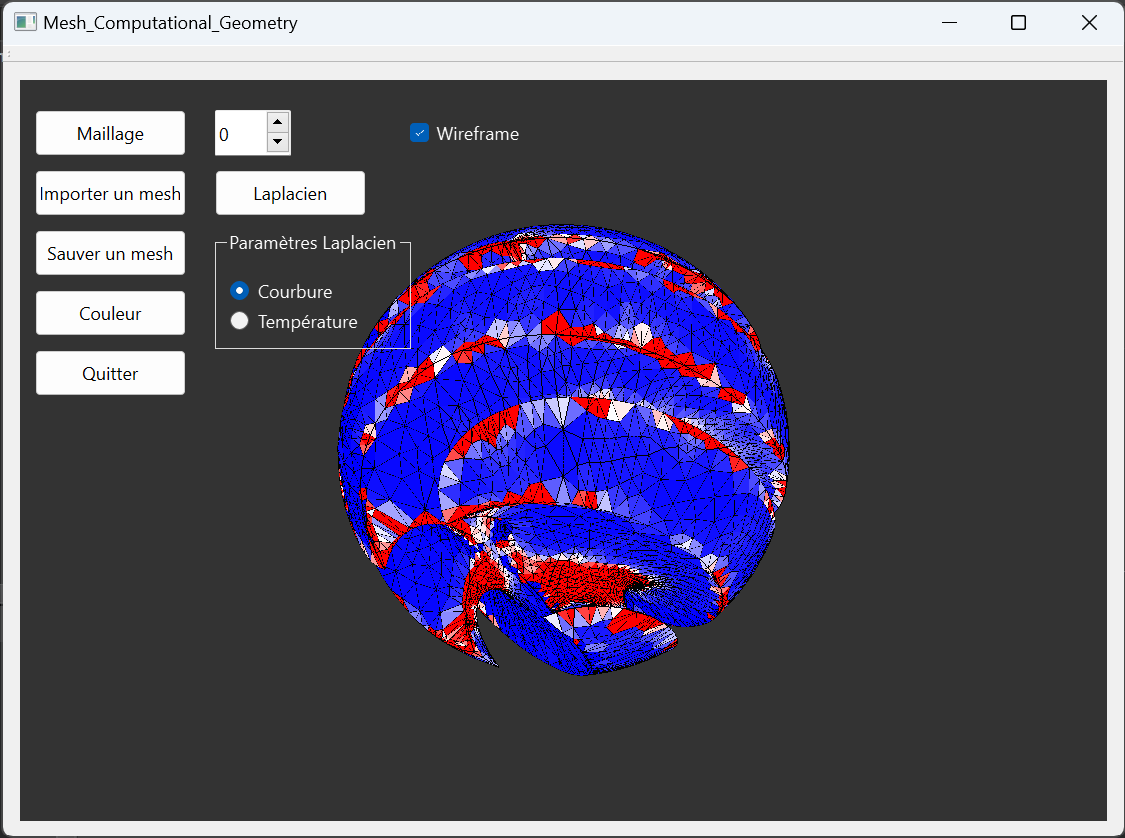 Mesh_Computational_Geometry
Maillage
0
Wireframe
Importer un mesh
Laplacien
Sauver un mesh
Paramètres Laplacien
Courbure
Température
Couleur
Quitter